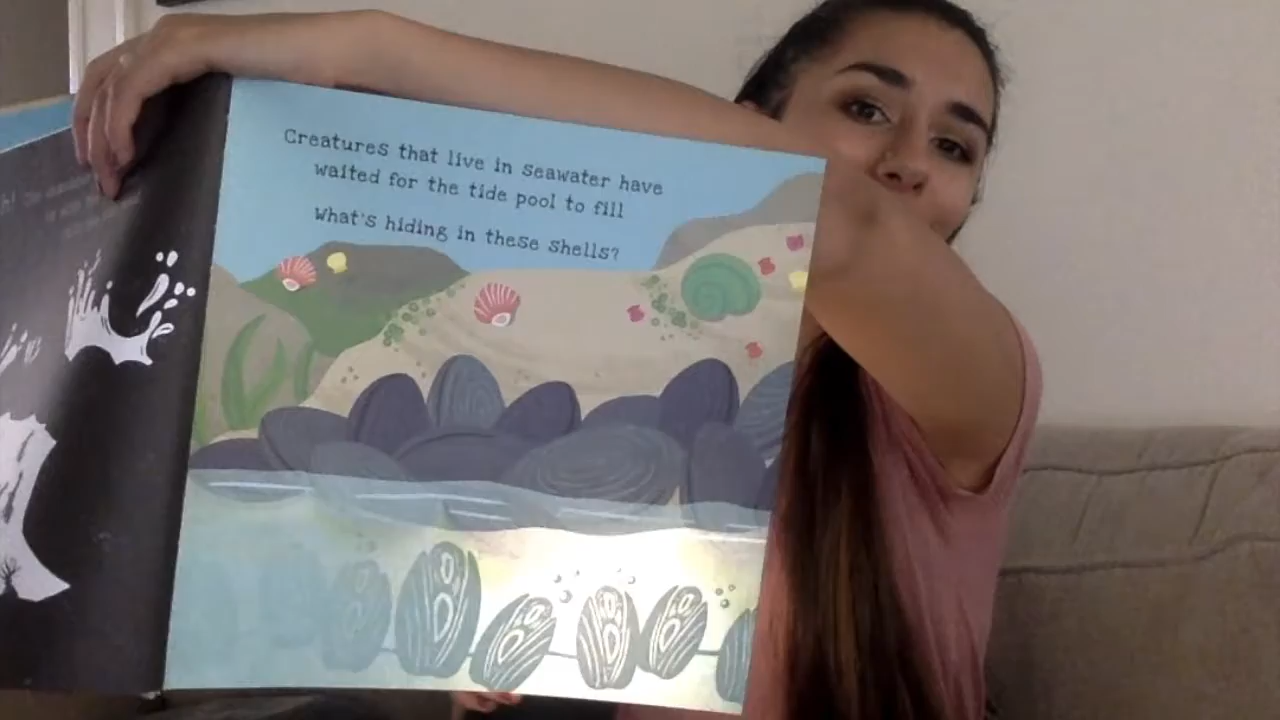 Creatures that live in seawater have
waited for the tide pool to fill
What's hiding in these shells?